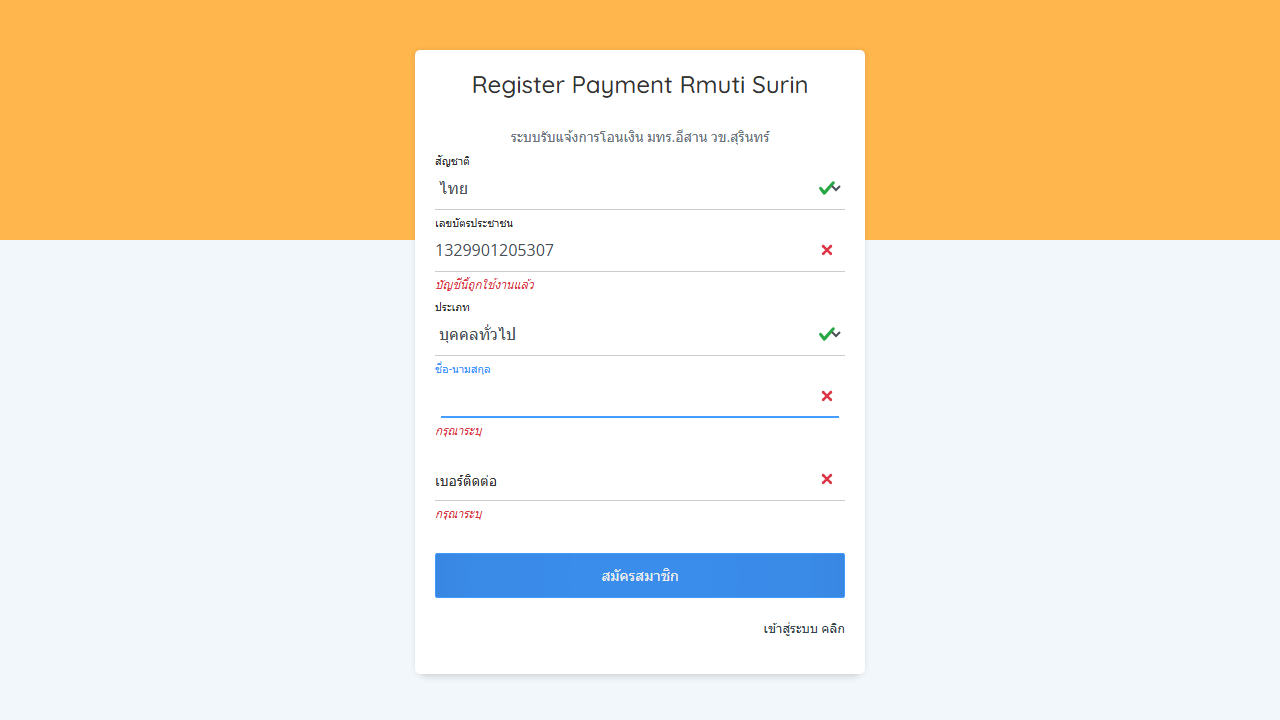 Register Payment Rmuti Surin
ระบบรับแจ้งการโอนเงิน มทร.อีสาน วข.สุรินทร์
สัญชาติ
ไทย
เลขบัตรประชาชน
1329901205307
บัญชีนี้ถูกใช้งานแล้ว
ประเภท
บุคคลทั่วไป
ชื่อ-นามสกุล
กรุณาระบุ
เบอร์ติดต่อ
กรุณาระบุ
สมัครสมาชิก
เข้าสู่ระบบ คลิก